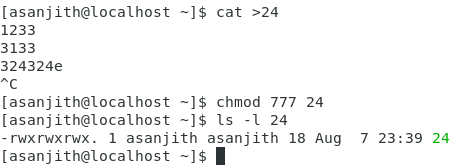 [asanjith@localhost ~]$ cat >24
1233
3133
324324e
^C
[asanjith@localhost ~]$ chmod 777 24
[asanjith@localhost ~]$ ls -l 24
-rwxrwxrwx. 1 asanjith asanjith 18 Aug  7 23:39 24
[asanjith@localhost ~]$